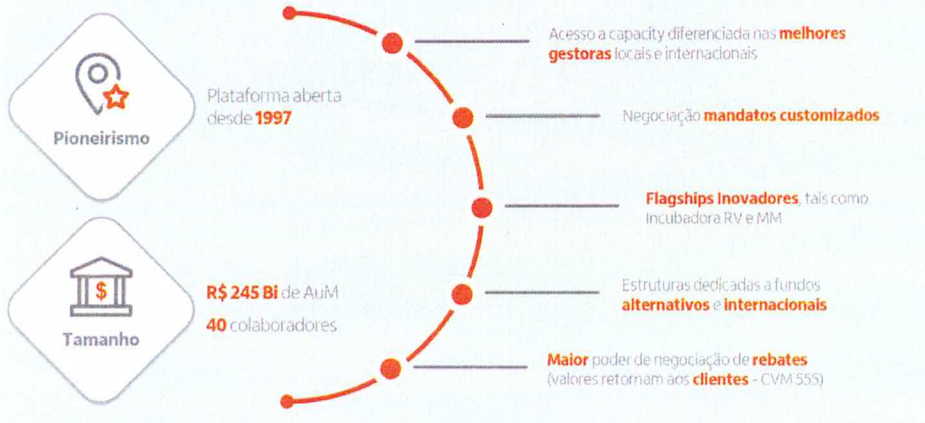 Pioneirismo
Plataforma aberta
desde 1997
Tamanho
$
R$ 245 Bi de AuM
40 colaboradores
Acesso a capacity diferenciada nas melhores
gestoras locais e internacionais
Negociação mandatos customizados
Flagships Inovadores, tais como
Incubadora RV e MM
Estruturas dedicadas a fundos
alternativos e internacionais
Maior poder de negociação de rebates
(valores retornam aos clientes - CVM 555)